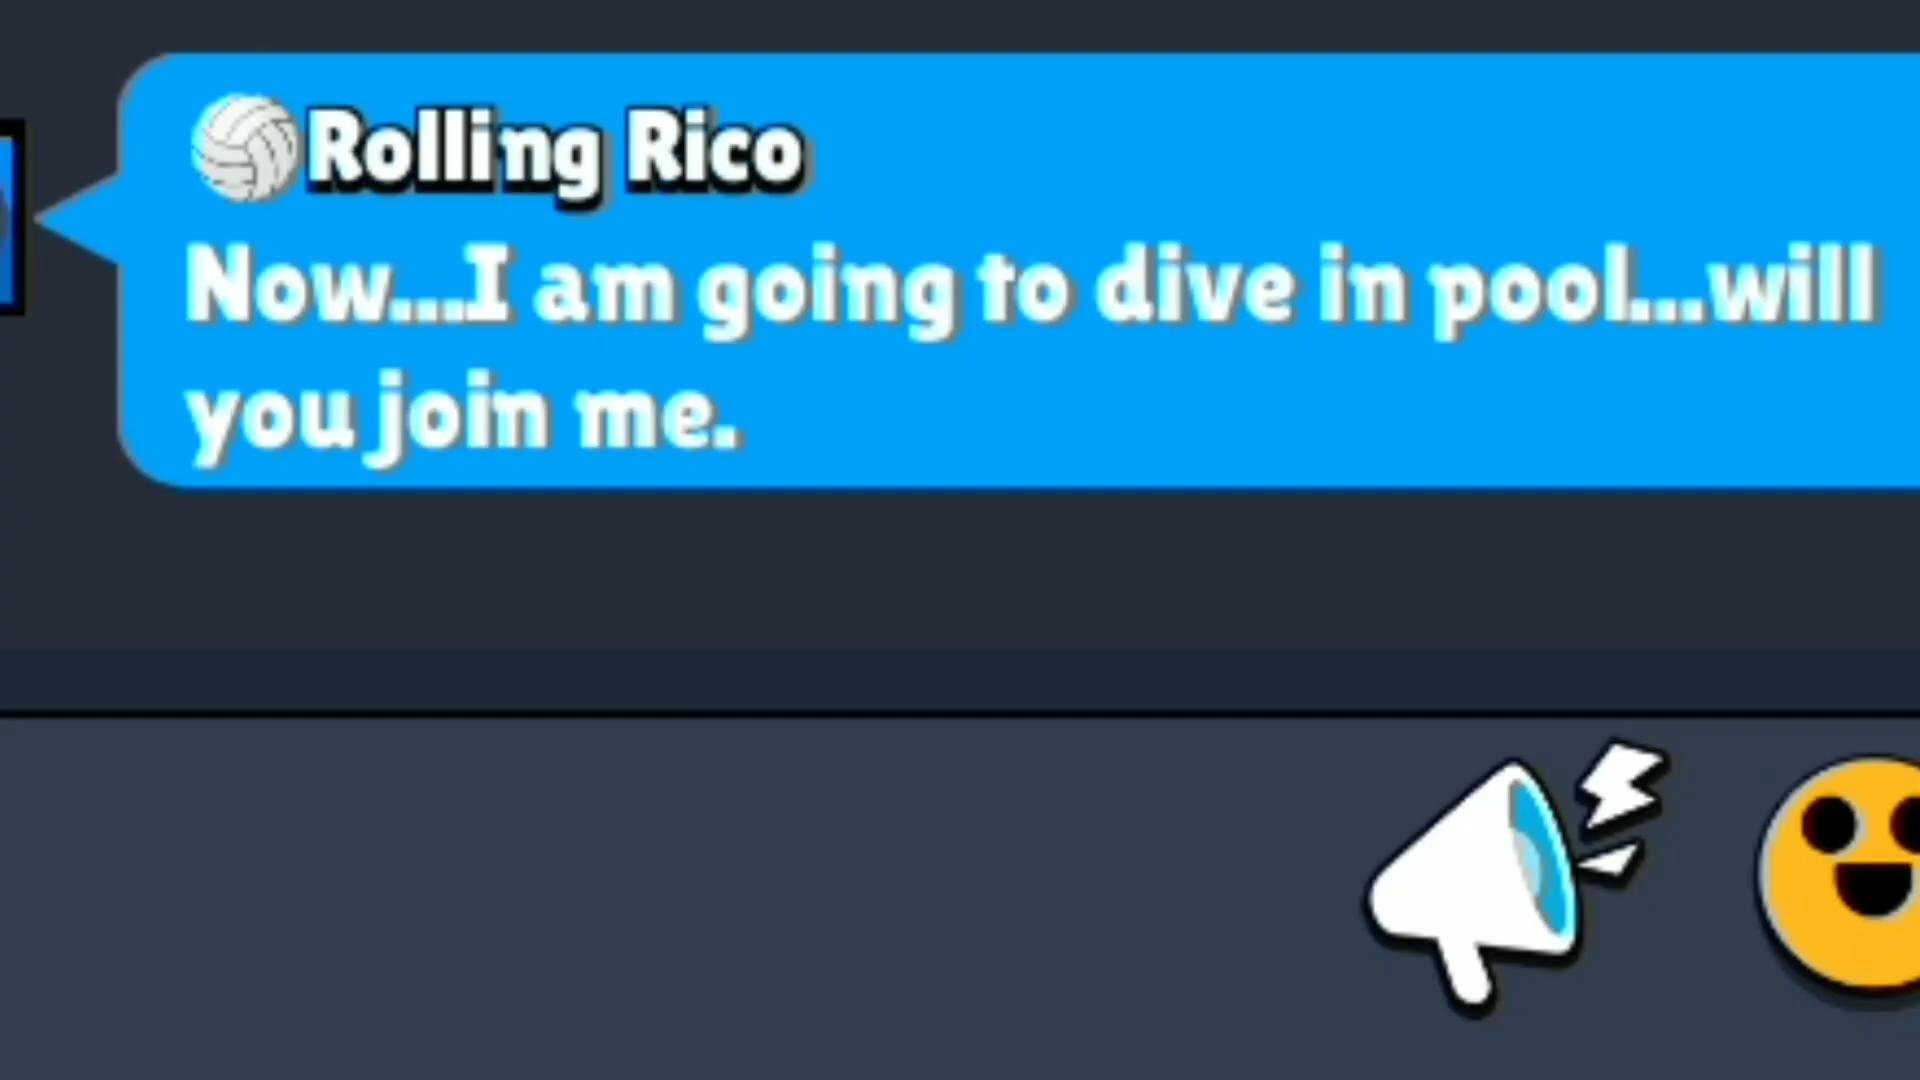 🏐Rolling Rico
Now...I am going to dive in pool...will
you join me.